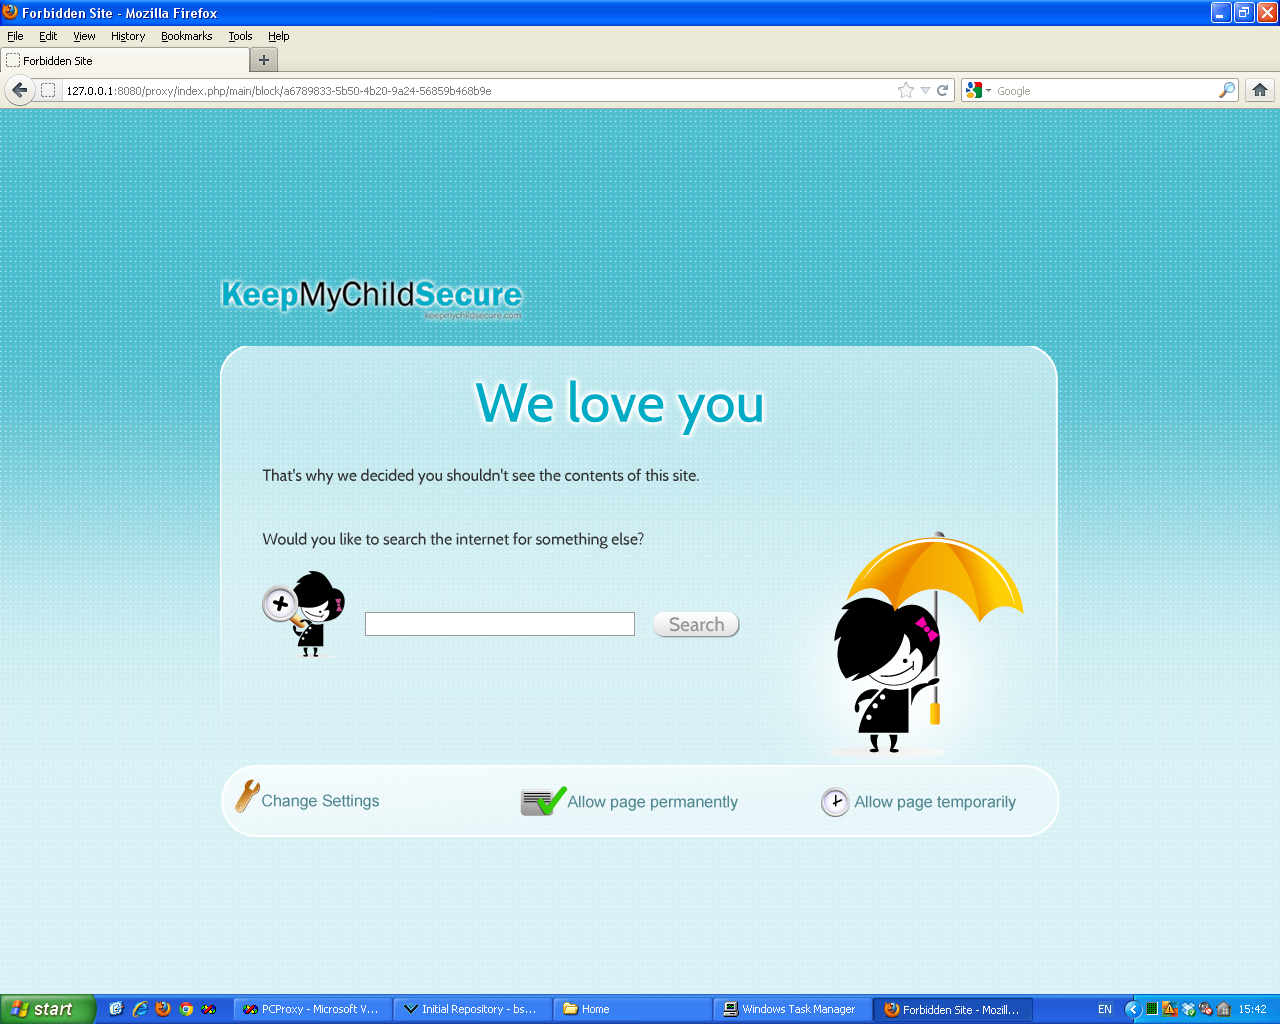 Forbidden Site - Mozilla Firefox
File Edit View History Bookmarks Tools Help
Forbidden Site
127.0.0.1:8080/proxy/index.php/main/block/a6789833-5b50-4b20-9a24-56859b468b9e
Google
KeepMyChildSecure
keepmychildsecure.com
We love you
That's why we decided you shouldn't see the contents of this site.
Would you like to search the internet for something else?
Search
Change Settings
Allow page permanently
Allow page temporarily
start
PCProxy - Microsoft V...
Initial Repository - bs...
Home
Windows Task Manager
Forbidden Site - Mozill...
EN
15:42